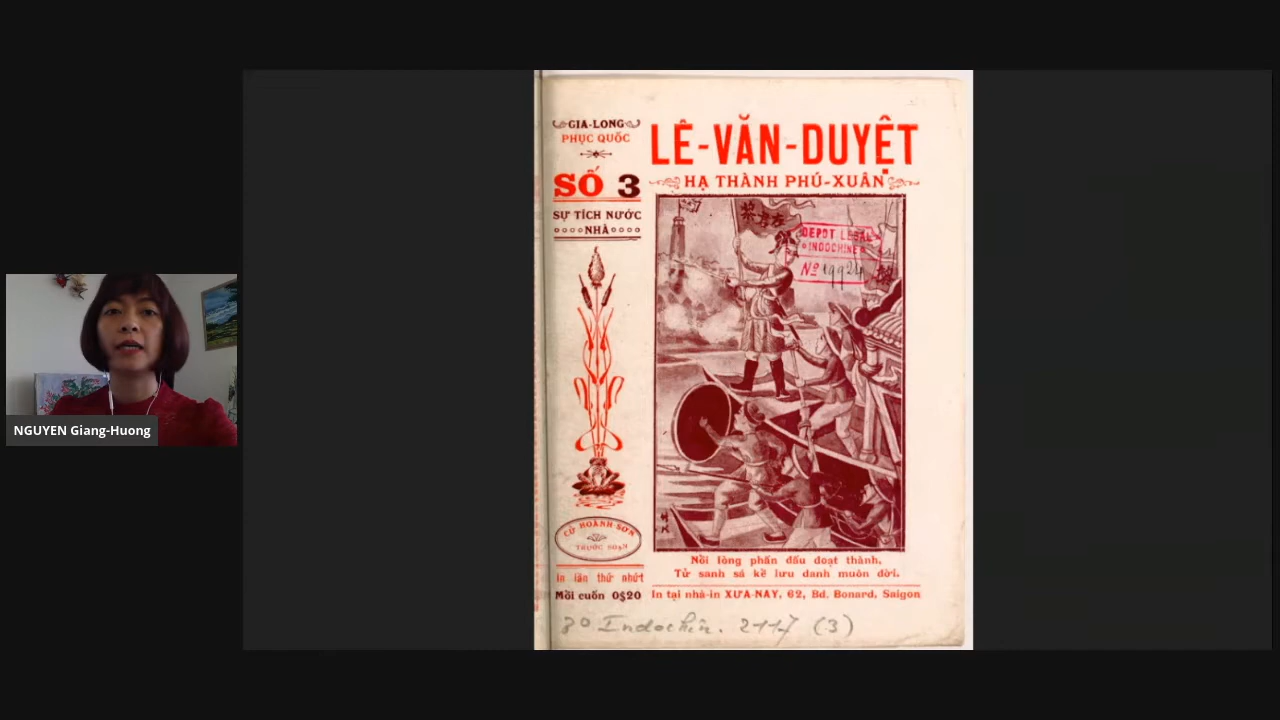 NGUYEN Giang-Huong
GIA-LONG
PHỤC QUỐC
SỐ 3
SỰ TÍCH NƯỚC
NHÀ
CỬ HOÀNH-SƠN
TRƯỚC SOẠN
In lần thứ nhứt
Mỗi cuốn 0$20
LÊ-VĂN-DUYỆT
HẠ THÀNH PHÚ-XUÂN
DEPOT LEGAL
INDOCHINE
Nº 19924
Nỗi lòng phấn đấu đoạt thành,
Tử sanh sá kể lưu danh muôn đời.
In tại nhà-in XƯA-NAY, 62, Bd. Bonard, Saigon
8º Indochin. 2117 (3)